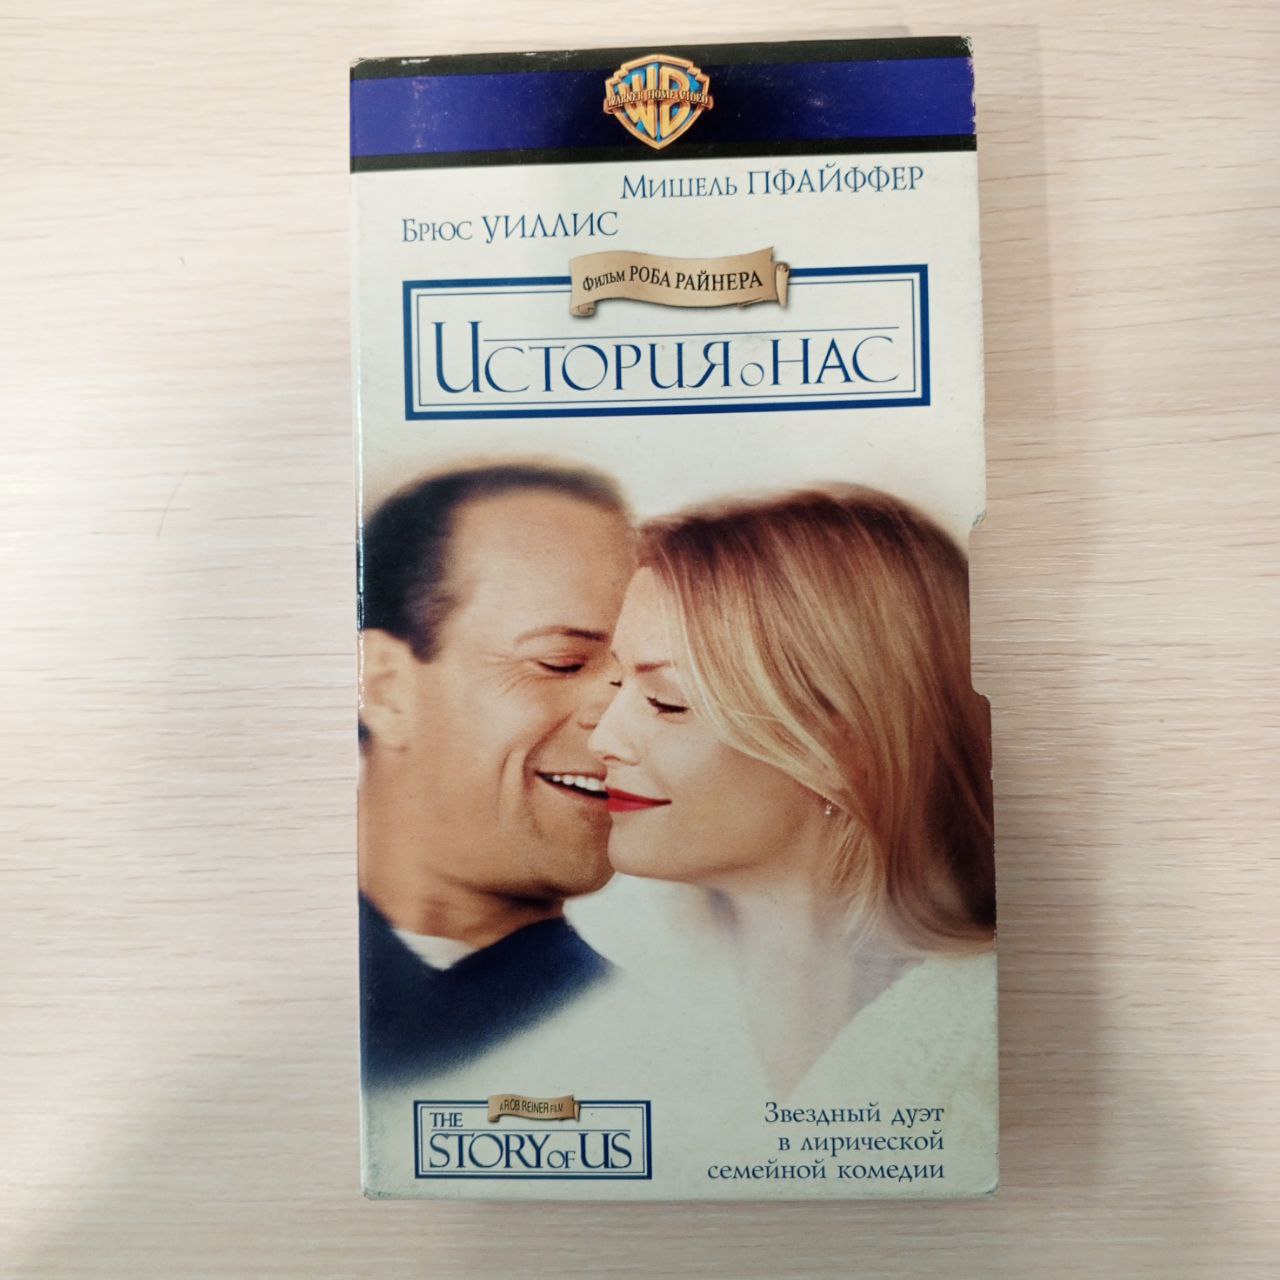 WB
WARNER HOME VIDEO
Мишель ПФАЙФФЕР
Брюс УИЛЛИС
Фильм РОБА РАЙНЕРА
ИСТОРИЯ о НАС
A ROB REINER FILM
THE
STORY OF US
Звездный дуэт
в лирической
семейной комедии